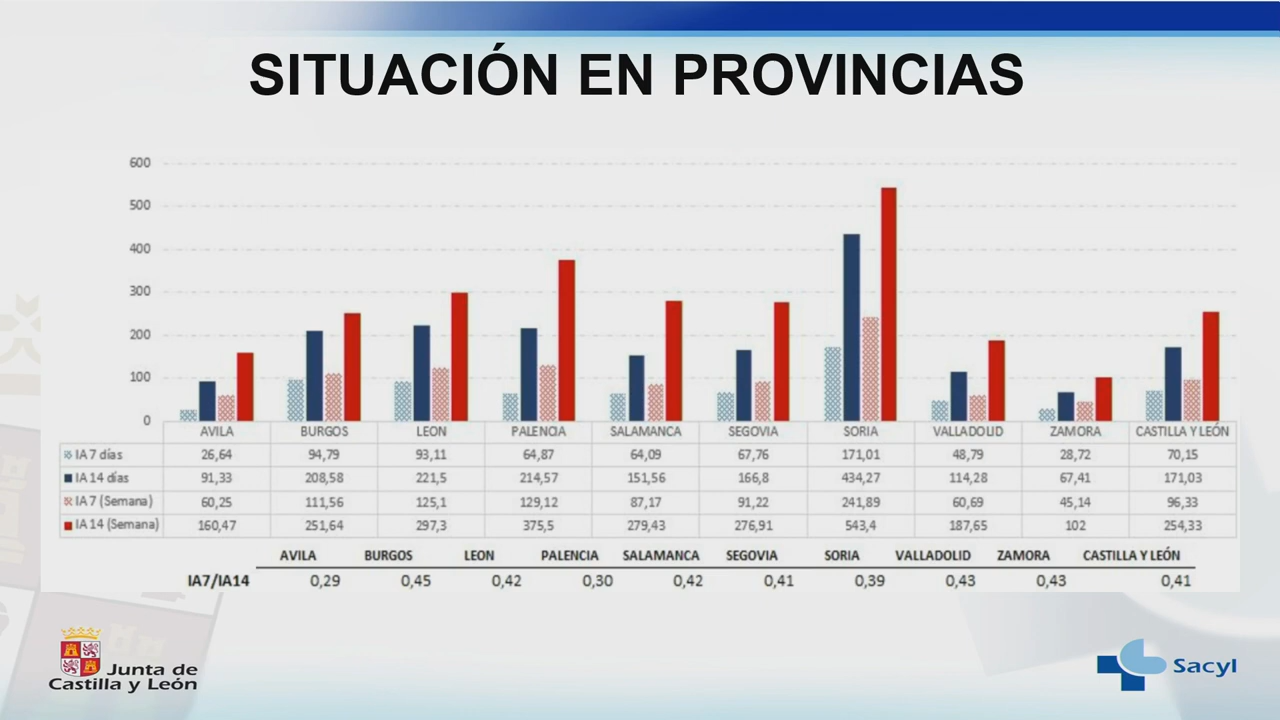 SITUACIÓN EN PROVINCIAS
600
500
400
300
200
100
0
AVILA BURGOS LEON PALENCIA SALAMANCA SEGOVIA SORIA VALLADOLID ZAMORA CASTILLA Y LEÓN
IA 7 días 26,64 94,79 93,11 64,87 64,09 67,76 171,01 48,79 28,72 70,15
IA 14 días 91,33 208,58 221,5 214,57 151,56 166,8 434,27 114,28 67,41 171,03
IA 7 (Semana) 60,25 111,56 125,1 129,12 87,17 91,22 241,89 60,69 45,14 96,33
IA 14 (Semana) 160,47 251,64 297,3 375,5 279,43 276,91 543,4 187,65 102 254,33
AVILA BURGOS LEON PALENCIA SALAMANCA SEGOVIA SORIA VALLADOLID ZAMORA CASTILLA Y LEÓN
IA7/IA14 0,29 0,45 0,42 0,30 0,42 0,41 0,39 0,43 0,43 0,41
Junta de
Castilla y León
Sacyl